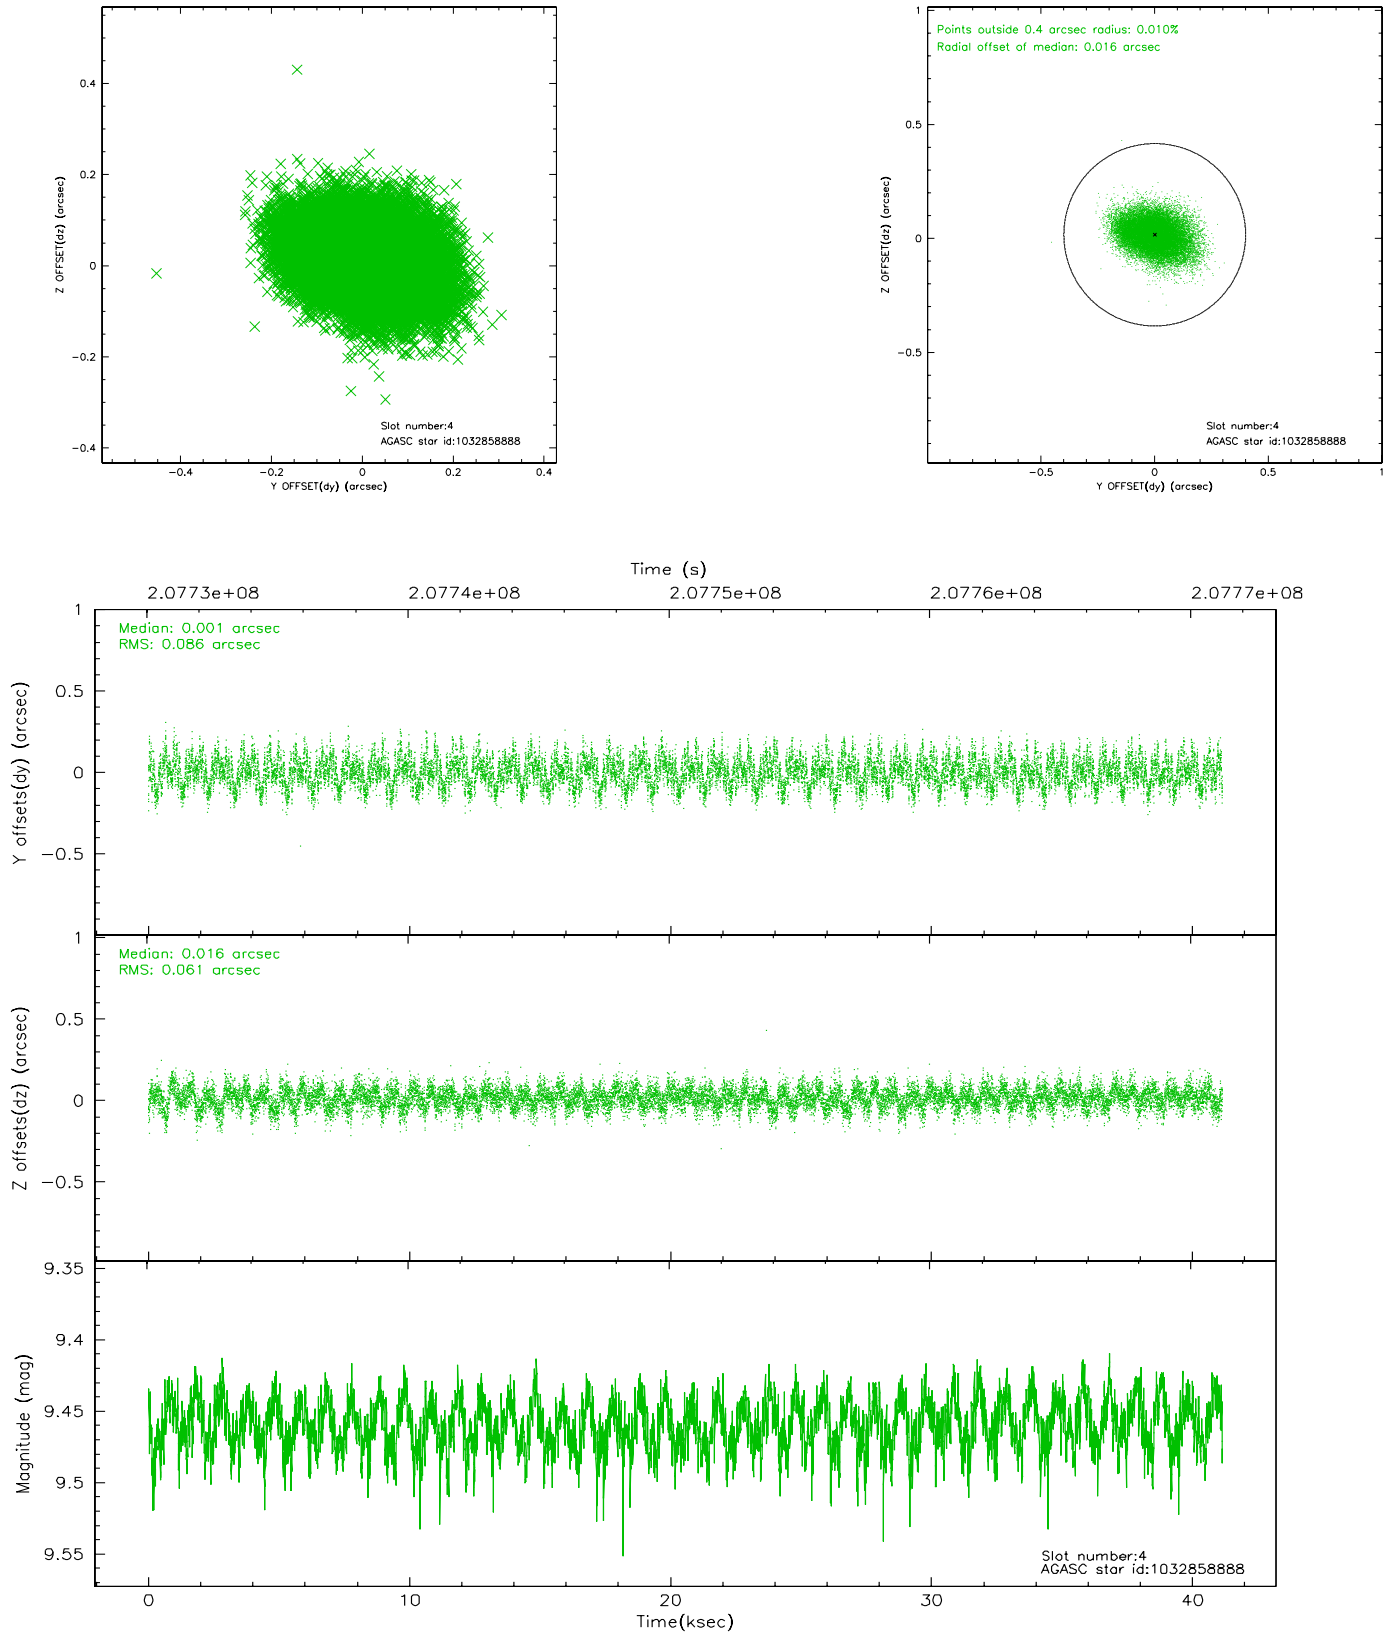 0.4
0.2
0
−0.2
−0.4
Z OFFSET(dz) (arcsec)
Slot number:4
AGASC star id:1032858888
−0.4 −0.2 0 0.2 0.4
Y OFFSET(dy) (arcsec)
Points outside 0.4 arcsec radius: 0.010%
Radial offset of median: 0.016 arcsec
1
0.5
0
−0.5
Z OFFSET(dz) (arcsec)
Slot number:4
AGASC star id:1032858888
−0.5 0 0.5 1
Y OFFSET(dy) (arcsec)
Time (s)
2.0773e+08 2.0774e+08 2.0775e+08 2.0776e+08 2.0777e+08
Median: 0.001 arcsec
RMS: 0.086 arcsec
1
0.5
0
−0.5
Y offsets(dy) (arcsec)
Median: 0.016 arcsec
RMS: 0.061 arcsec
1
0.5
0
−0.5
Z offsets(dz) (arcsec)
9.35
9.4
9.45
9.5
9.55
Magnitude (mag)
Slot number:4
AGASC star id:1032858888
0 10 20 30 40
Time(ksec)